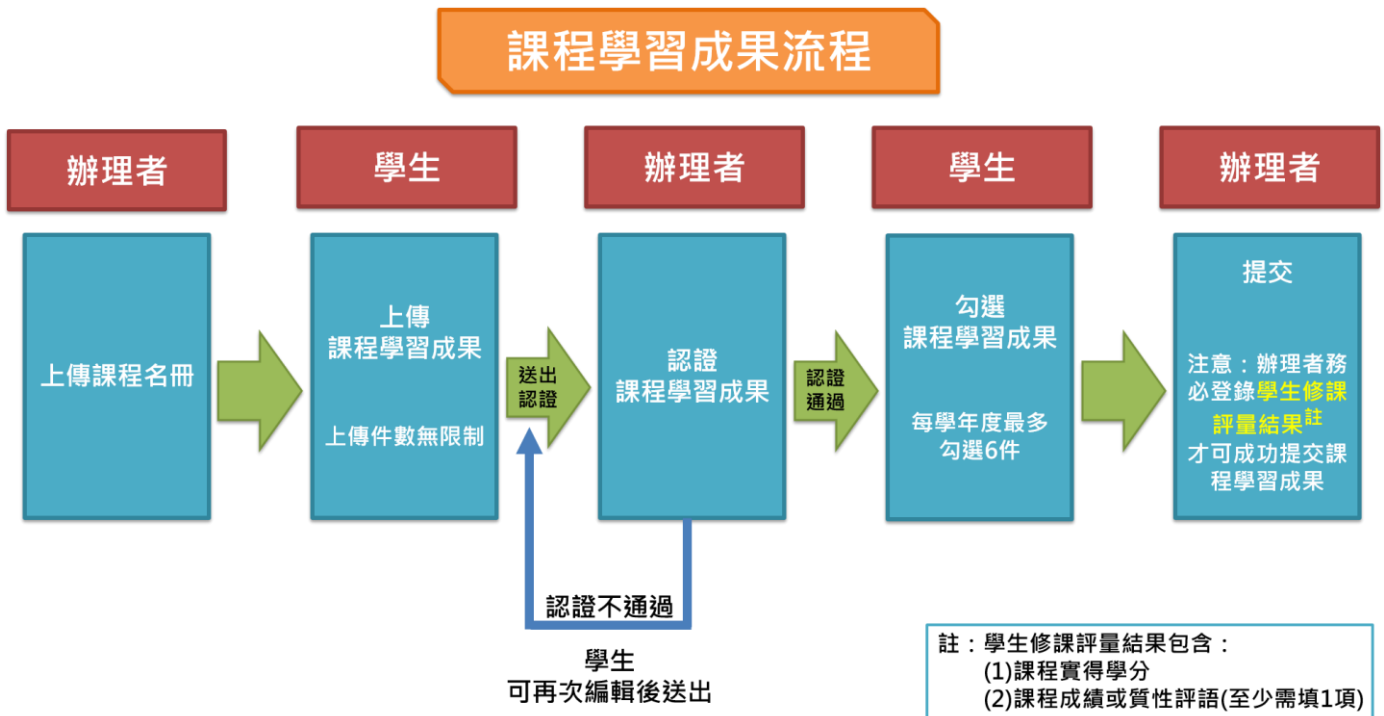 課程學習成果流程
辦理者
學生
辦理者
學生
辦理者
上傳課程名冊
上傳
課程學習成果
上傳件數無限制
送出
認證
認證
課程學習成果
認證
通過
勾選
課程學習成果
每學年度最多
勾選6件
提交
注意：辦理者務
必登錄學生修課
評量結果註
才可成功提交課
程學習成果
認證不通過
學生
可再次編輯後送出
註：學生修課評量結果包含：
(1)課程實得學分
(2)課程成績或質性評語(至少需填1項)